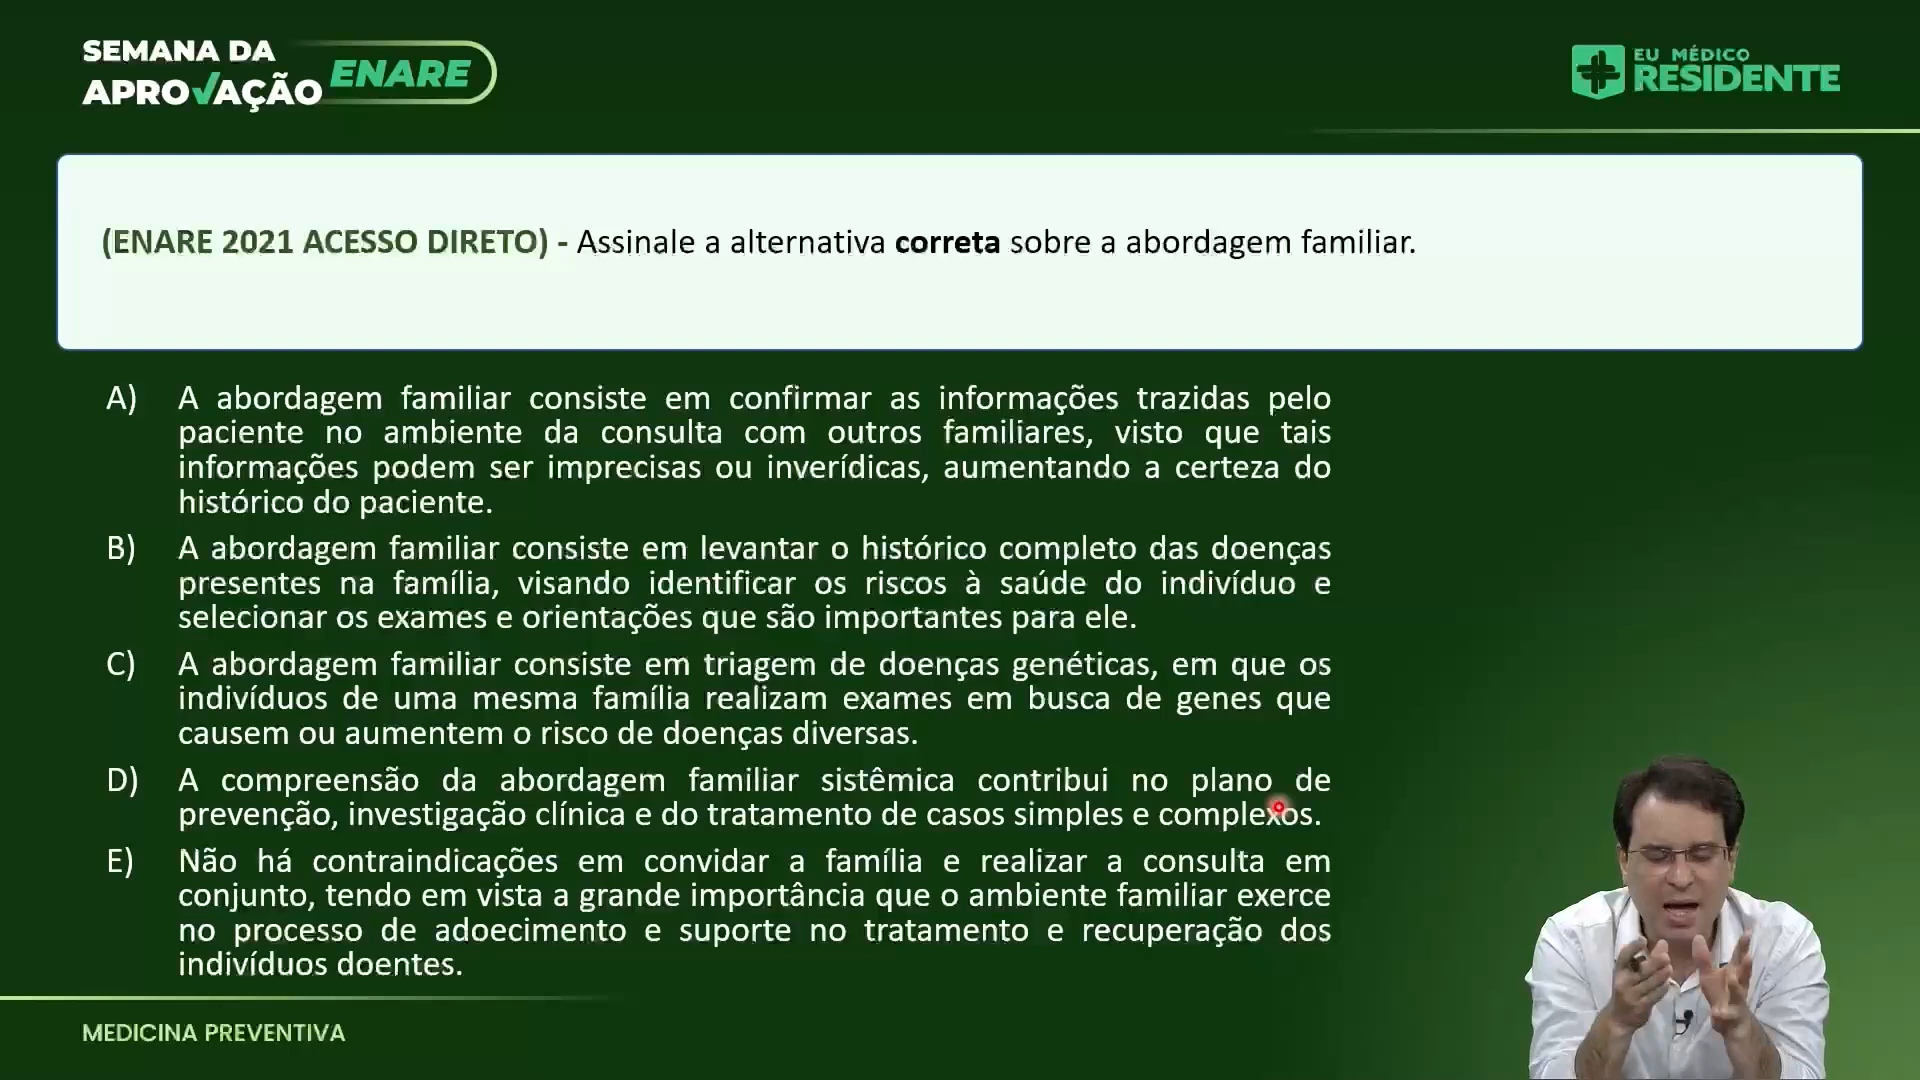 SEMANA DA
APROVAÇÃO ENARE
EU MÉDICO
RESIDENTE
(ENARE 2021 ACESSO DIRETO) - Assinale a alternativa correta sobre a abordagem familiar.
A) A abordagem familiar consiste em confirmar as informações trazidas pelo
paciente no ambiente da consulta com outros familiares, visto que tais
informações podem ser imprecisas ou inverídicas, aumentando a certeza do
histórico do paciente.
B) A abordagem familiar consiste em levantar o histórico completo das doenças
presentes na família, visando identificar os riscos à saúde do indivíduo e
selecionar os exames e orientações que são importantes para ele.
C) A abordagem familiar consiste em triagem de doenças genéticas, em que os
indivíduos de uma mesma família realizam exames em busca de genes que
causem ou aumentem o risco de doenças diversas.
D) A compreensão da abordagem familiar sistêmica contribui no plano de
prevenção, investigação clínica e do tratamento de casos simples e complexos.
E) Não há contraindicações em convidar a família e realizar a consulta em
conjunto, tendo em vista a grande importância que o ambiente familiar exerce
no processo de adoecimento e suporte no tratamento e recuperação dos
indivíduos doentes.
MEDICINA PREVENTIVA